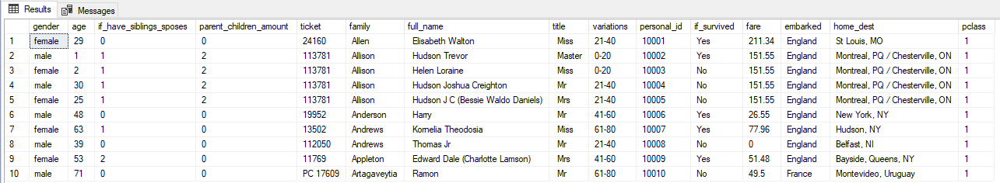 Results Messages
gender age if_have_siblings_sposes parent_children_amount ticket family full_name title variations personal_id if_survived fare embarked home_dest pclass
1 female 29 0 0 24160 Allen Elisabeth Walton Miss 21-40 10001 Yes 211.34 England St Louis, MO 1
2 male 1 1 2 113781 Allison Hudson Trevor Master 0-20 10002 Yes 151.55 England Montreal, PQ / Chesterville, ON 1
3 female 2 1 2 113781 Allison Helen Loraine Miss 0-20 10003 No 151.55 England Montreal, PQ / Chesterville, ON 1
4 male 30 1 2 113781 Allison Hudson Joshua Creighton Mr 21-40 10004 No 151.55 England Montreal, PQ / Chesterville, ON 1
5 female 25 1 2 113781 Allison Hudson J C (Bessie Waldo Daniels) Mrs 21-40 10005 No 151.55 England Montreal, PQ / Chesterville, ON 1
6 male 48 0 0 19952 Anderson Harry Mr 41-60 10006 Yes 26.55 England New York, NY 1
7 female 63 1 0 13502 Andrews Kornelia Theodosia Miss 61-80 10007 Yes 77.96 England Hudson, NY 1
8 male 39 0 0 112050 Andrews Thomas Jr Mr 21-40 10008 No 0 England Belfast, NI 1
9 female 53 2 0 11769 Appleton Edward Dale (Charlotte Lamson) Mrs 41-60 10009 Yes 51.48 England Bayside, Queens, NY 1
10 male 71 0 0 PC 17609 Artagaveytia Ramon Mr 61-80 10010 No 49.5 France Montevideo, Uruguay 1